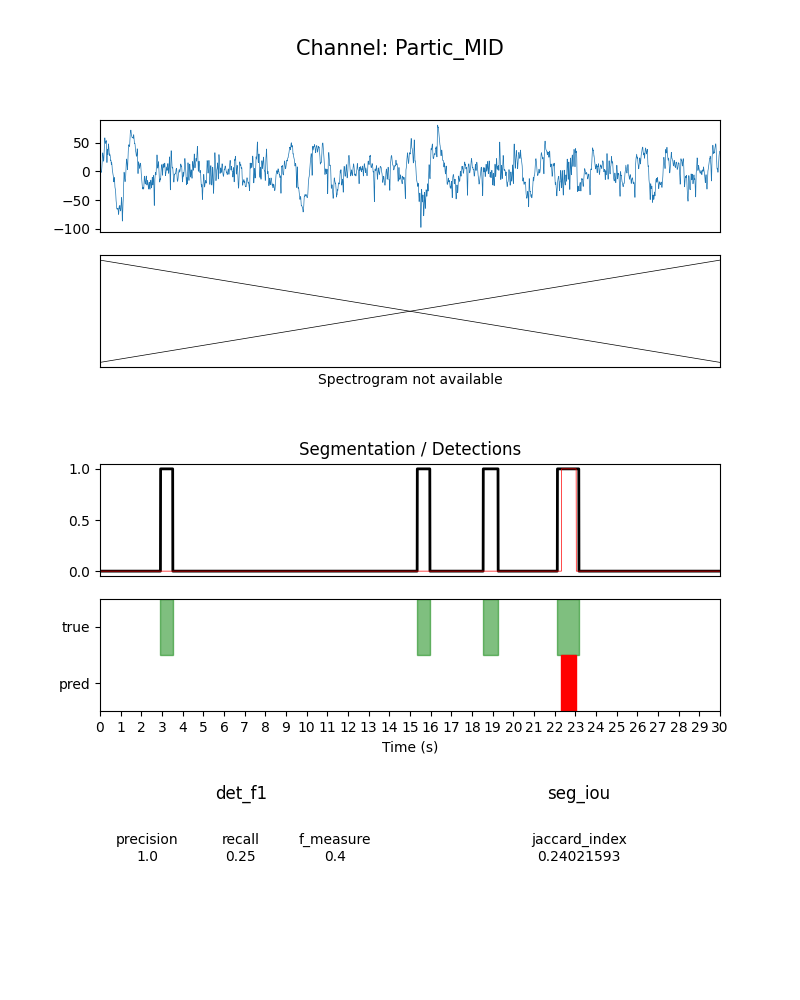 Channel: Partic_MID
50
0
−50
−100
Spectrogram not available
Segmentation / Detections
1.0
0.5
0.0
true
pred
0 1 2 3 4 5 6 7 8 9 10 11 12 13 14 15 16 17 18 19 20 21 22 23 24 25 26 27 28 29 30
Time (s)
det_f1 seg_iou
precision recall f_measure jaccard_index
1.0 0.25 0.4 0.24021593